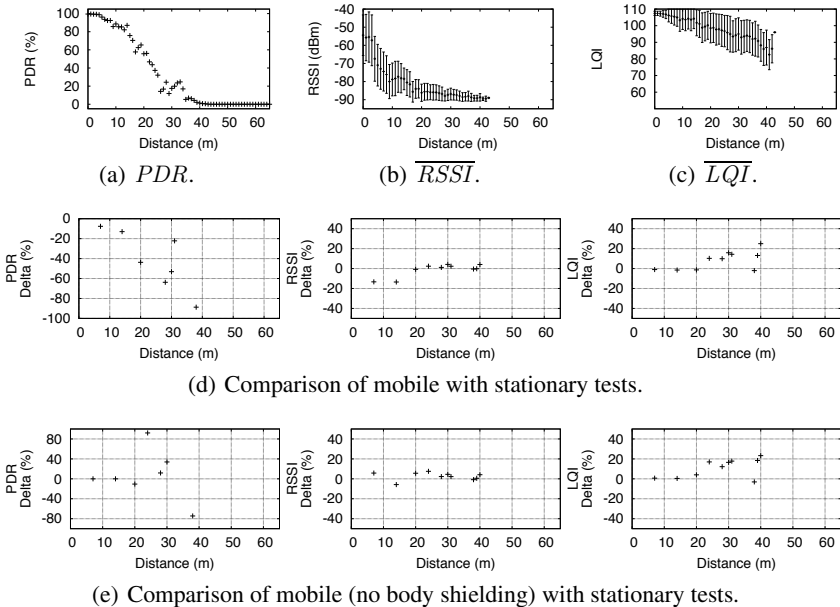 PDR (%)
100
80
60
40
20
0
0 10 20 30 40 50 60
Distance (m)
(a) PDR.
RSSI (dBm)
-40
-50
-60
-70
-80
-90
0 10 20 30 40 50 60
Distance (m)
(b) RSSI.
LQI
110
100
90
80
70
60
0 10 20 30 40 50 60
Distance (m)
(c) LQI.
PDR
Delta (%)
0
-20
-40
-60
-80
-100
0 10 20 30 40 50 60
Distance (m)
RSSI
Delta (%)
40
20
0
-20
-40
0 10 20 30 40 50 60
Distance (m)
LQI
Delta (%)
40
20
0
-20
-40
0 10 20 30 40 50 60
Distance (m)
(d) Comparison of mobile with stationary tests.
PDR
Delta (%)
80
40
0
-40
-80
0 10 20 30 40 50 60
Distance (m)
RSSI
Delta (%)
40
20
0
-20
-40
0 10 20 30 40 50 60
Distance (m)
LQI
Delta (%)
40
20
0
-20
-40
0 10 20 30 40 50 60
Distance (m)
(e) Comparison of mobile (no body shielding) with stationary tests.